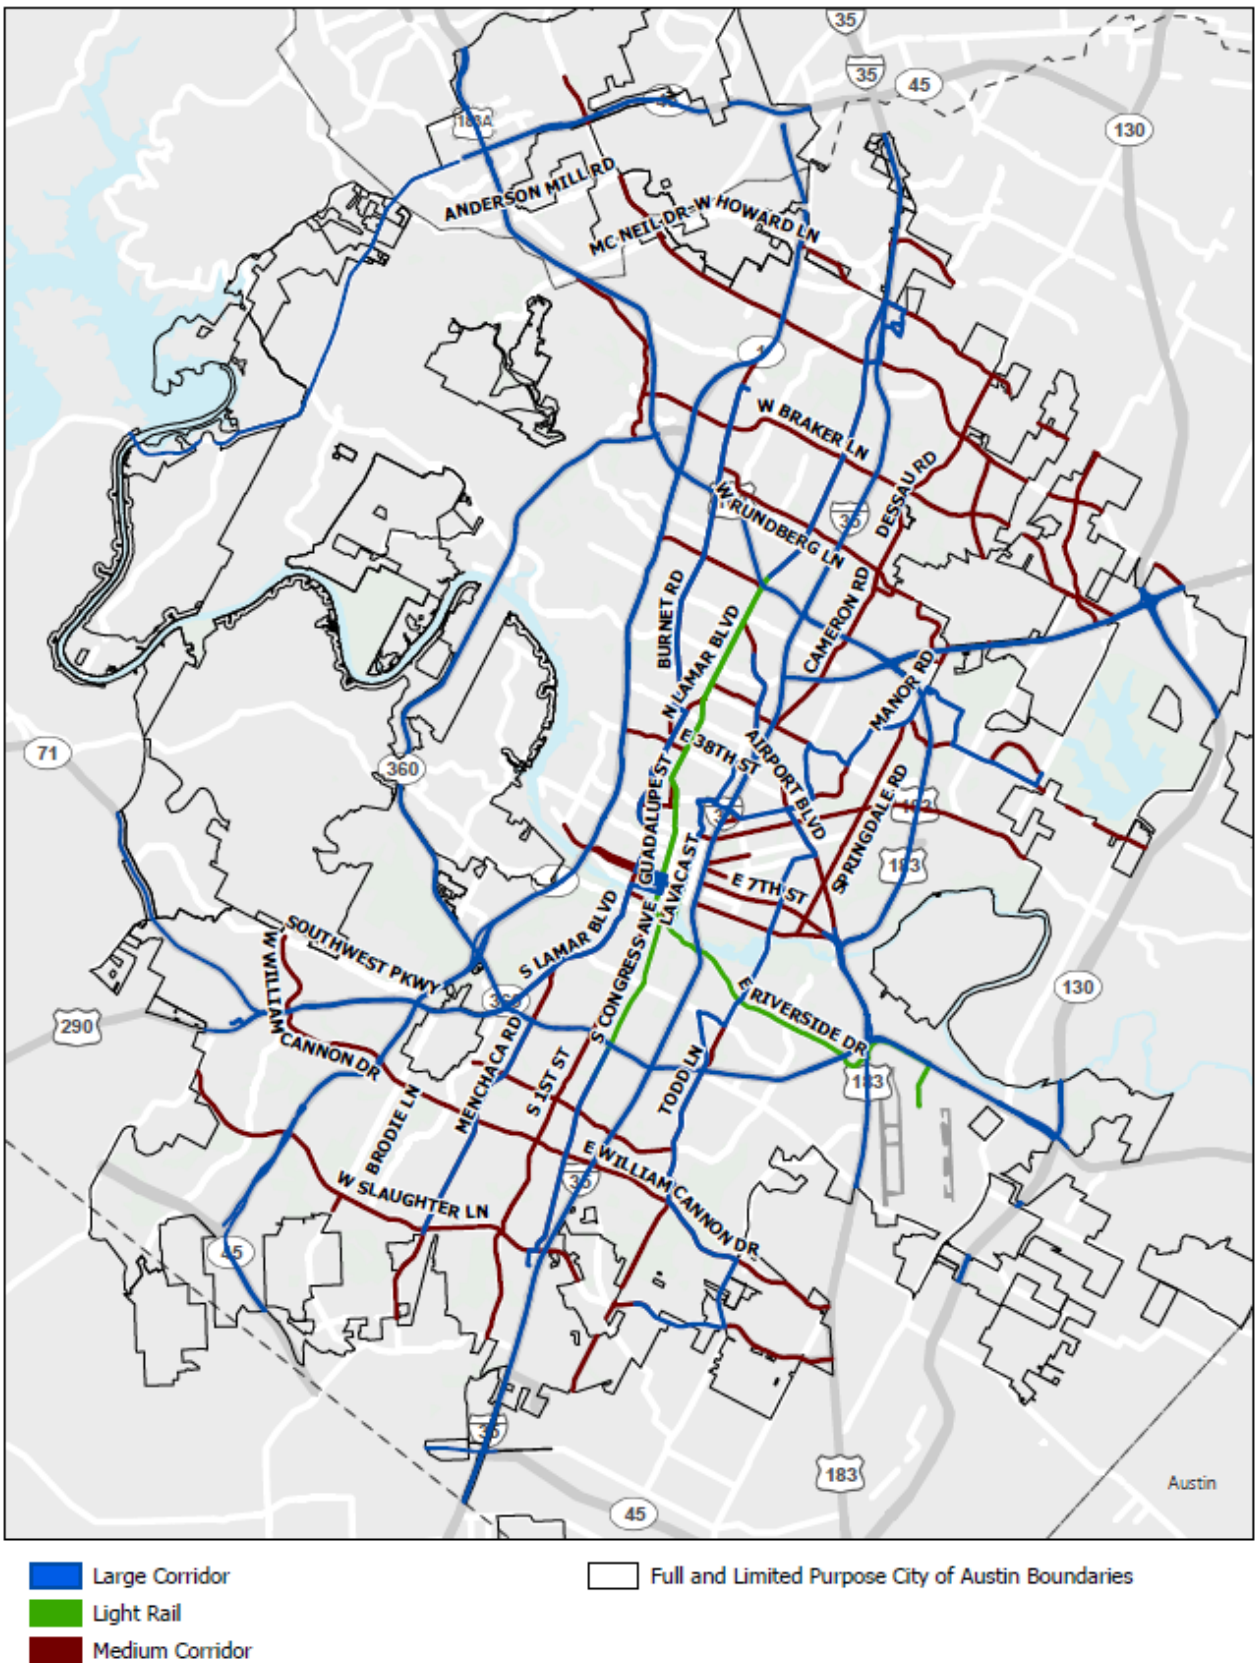 35
35
45
183A
130
ANDERSON MILL RD
MC NEIL DR-W HOWARD LN
1
W BRAKER LN
DESSAU RD
W RUNDBERG LN
35
BURNET RD
CAMERON RD
N LAMAR BLVD
MANOR RD
71
360
E 38TH ST
AIRPORT BLVD
GUADALUPE ST
SPRINGDALE RD
183
183
LAVACA ST
E 7TH ST
SOUTHWEST PKWY
S LAMAR BLVD
W WILLIAM CANNON DR
360
S CONGRESS AVE
E RIVERSIDE DR
130
290
MENCHACA RD
S 1ST ST
TODD LN
183
BRODIE LN
E WILLIAM CANNON DR
35
W SLAUGHTER LN
45
35
183
Austin
45
Large Corridor
Full and Limited Purpose City of Austin Boundaries
Light Rail
Medium Corridor